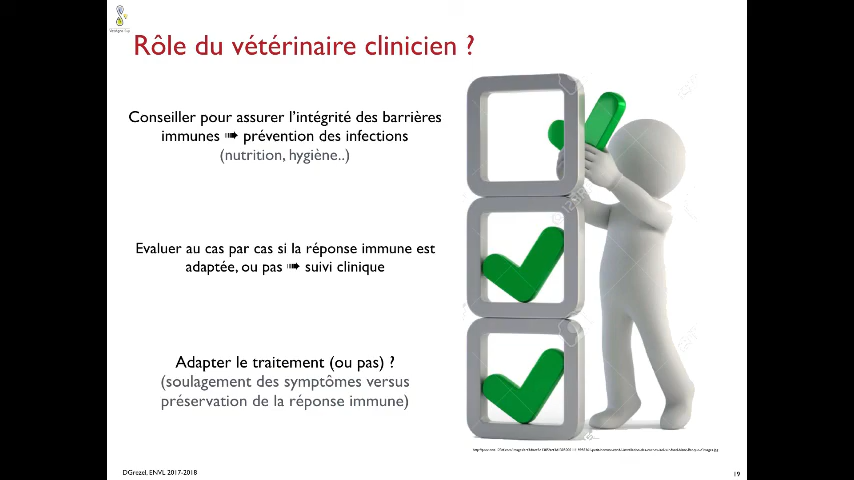 Rôle du vétérinaire clinicien ?
Conseiller pour assurer l'intégrité des barrières
immunes ➠ prévention des infections
(nutrition, hygiène..)
Evaluer au cas par cas si la réponse immune est
adaptée, ou pas ➠ suivi clinique
Adapter le traitement (ou pas) ?
(soulagement des symptômes versus
préservation de la réponse immune)
DGrezel, ENVL 2017-2018
19